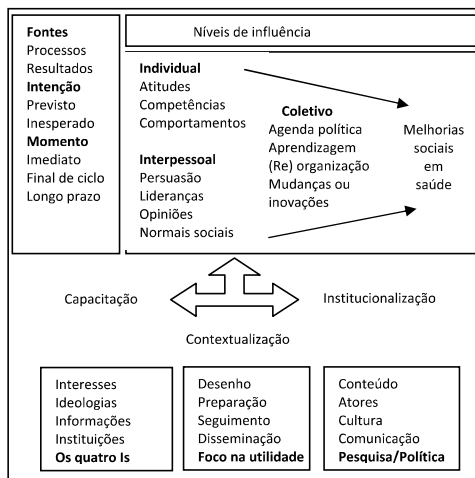 Fontes
Processos
Resultados
Intenção
Previsto
Inesperado
Momento
Imediato
Final de ciclo
Longo prazo
Níveis de influência
Individual
Atitudes
Competências
Comportamentos
Interpessoal
Persuasão
Lideranças
Opiniões
Normais sociais
Coletivo
Agenda política
Aprendizagem
(Re) organização
Mudanças ou
inovações
Melhorias
sociais
em
saúde
Capacitação
Institucionalização
Contextualização
Interesses
Ideologias
Informações
Instituições
Os quatro Is
Desenho
Preparação
Seguimento
Disseminação
Foco na utilidade
Conteúdo
Atores
Cultura
Comunicação
Pesquisa/Política